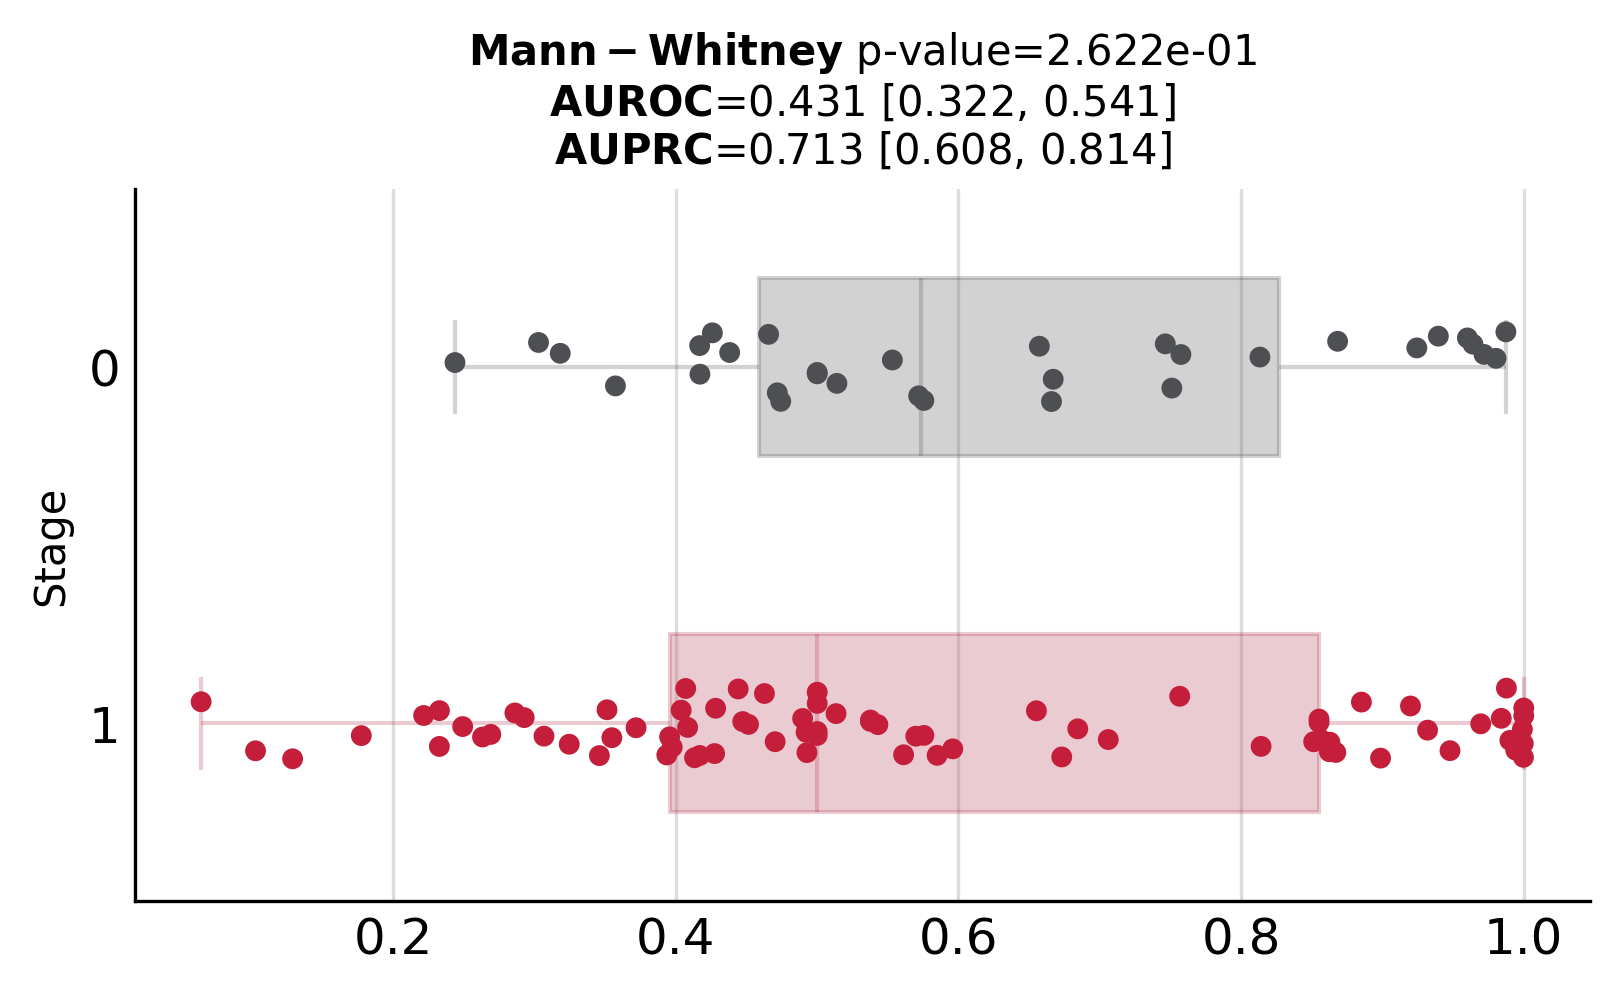 Mann – Whitney p-value=2.622e-01
AUROC=0.431 [0.322, 0.541]
AUPRC=0.713 [0.608, 0.814]
0
Stage
1
0.2 0.4 0.6 0.8 1.0